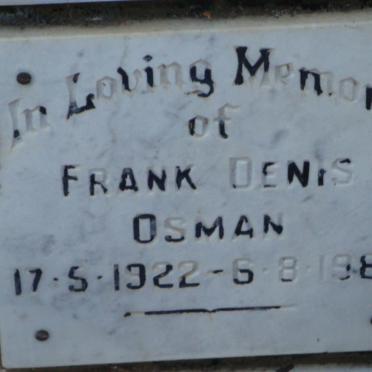 In Loving Memor
of
FRANK DENIS
OSMAN
17·5·1922-6·8·198